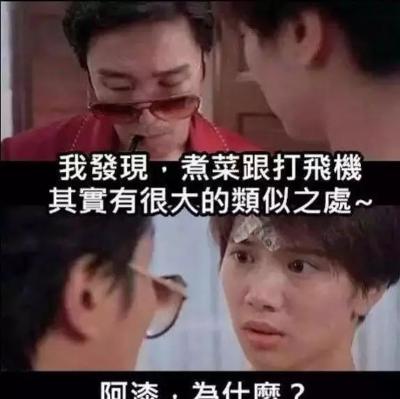 我發現，煮菜跟打飛機
其實有很大的類似之處~
阿漆，為什麼？